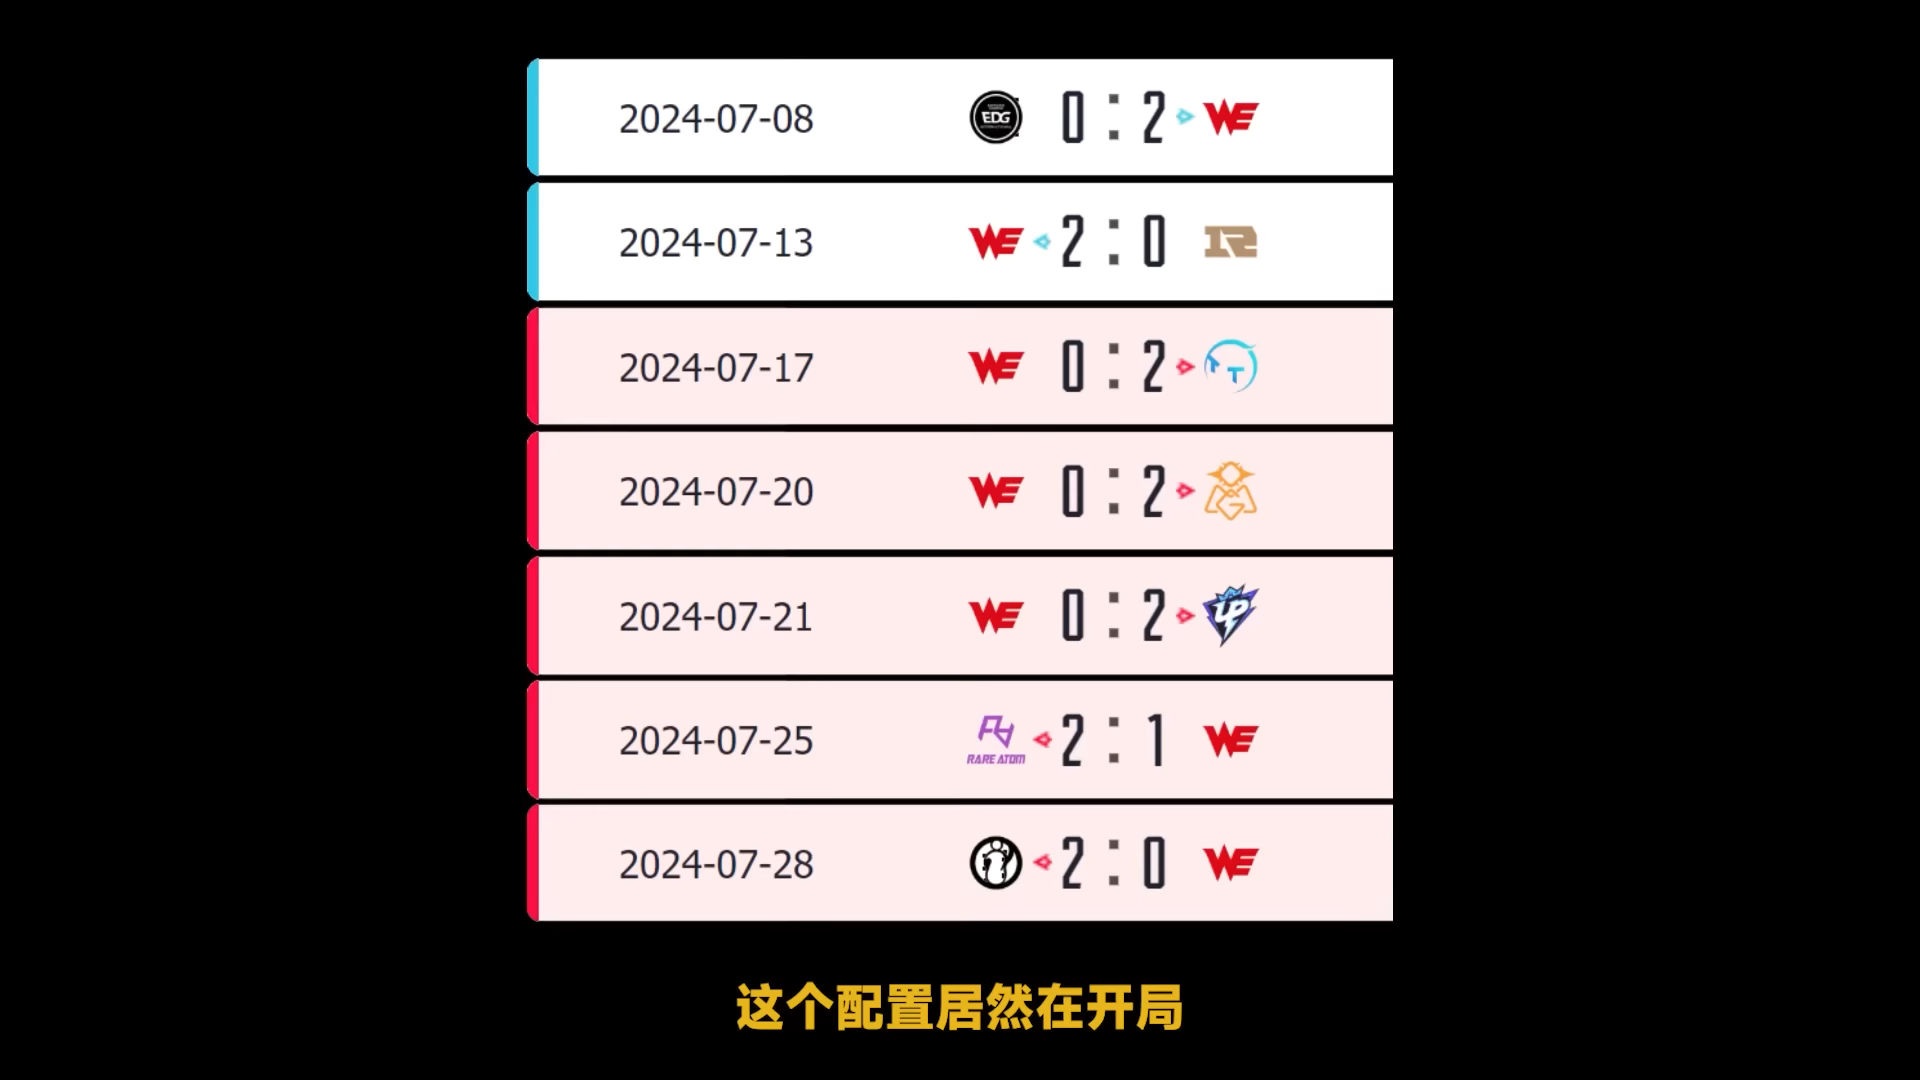 2024-07-08 EDG 0 : 2 WE
2024-07-13 WE 2 : 0 R
2024-07-17 WE 0 : 2 TT
2024-07-20 WE 0 : 2
2024-07-21 WE 0 : 2 UP
2024-07-25 RA RARE ATOM 2 : 1 WE
2024-07-28 2 : 0 WE
这个配置居然在开局